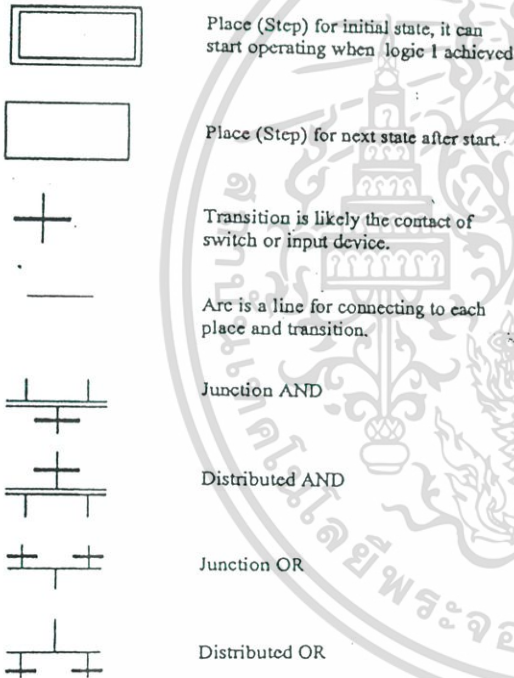 Place (Step) for initial state, it can
start operating when logic 1 achieved
Place (Step) for next state after start.
Transition is likely the contact of
switch or input device.
Arc is a line for connecting to each
place and transition.
Junction AND
Distributed AND
Junction OR
Distributed OR